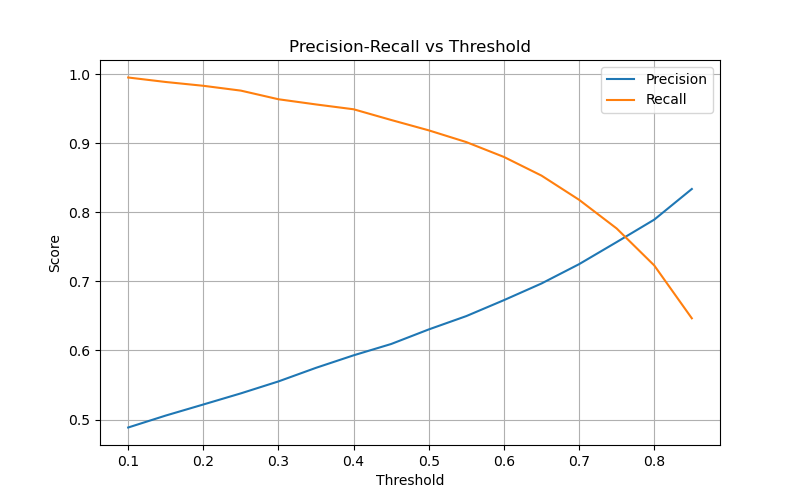 Precision-Recall vs Threshold
Precision
Recall
Score
1.0
0.9
0.8
0.7
0.6
0.5
0.1 0.2 0.3 0.4 0.5 0.6 0.7 0.8
Threshold